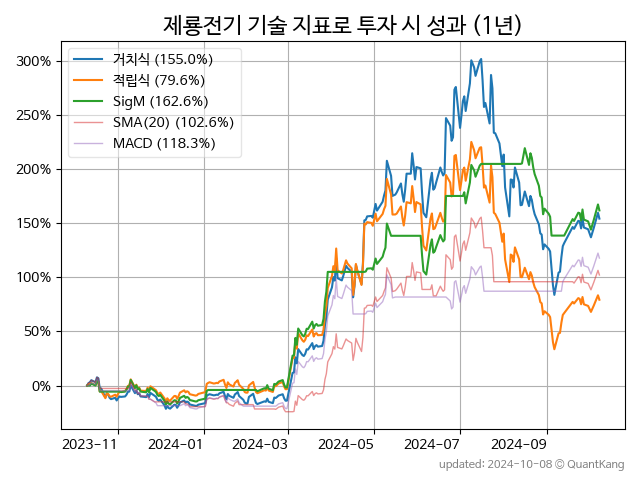 제룡전기 기술 지표로 투자 시 성과 (1년)
거치식 (155.0%)
적립식 (79.6%)
SigM (162.6%)
SMA(20) (102.6%)
MACD (118.3%)
300%
250%
200%
150%
100%
50%
0%
2023-11 2024-01 2024-03 2024-05 2024-07 2024-09
updated: 2024-10-08 © QuantKang